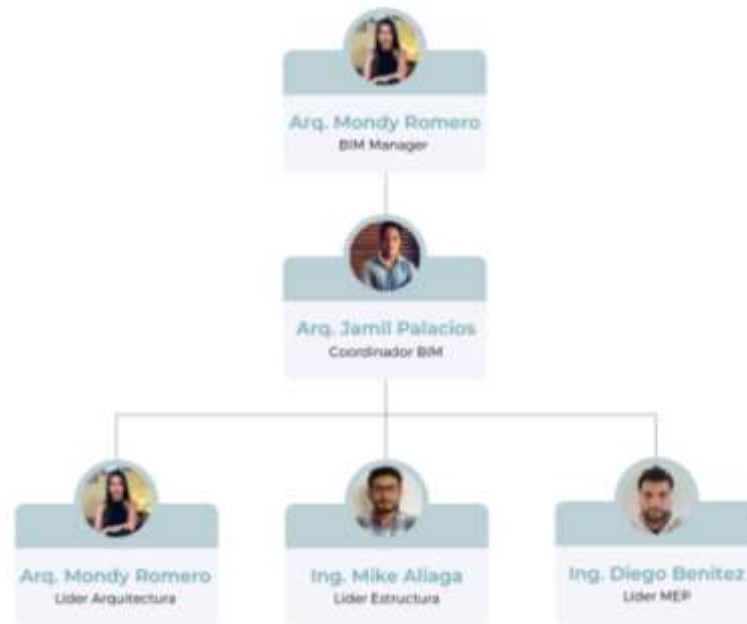 Arq. Mondy Romero
BIM Manager
Arq. Jamil Palacios
Coordinador BIM
Arq. Mondy Romero
Lider Arquitectura
Ing. Mike Aliaga
Lider Estructura
Ing. Diego Benitez
Lider MEP